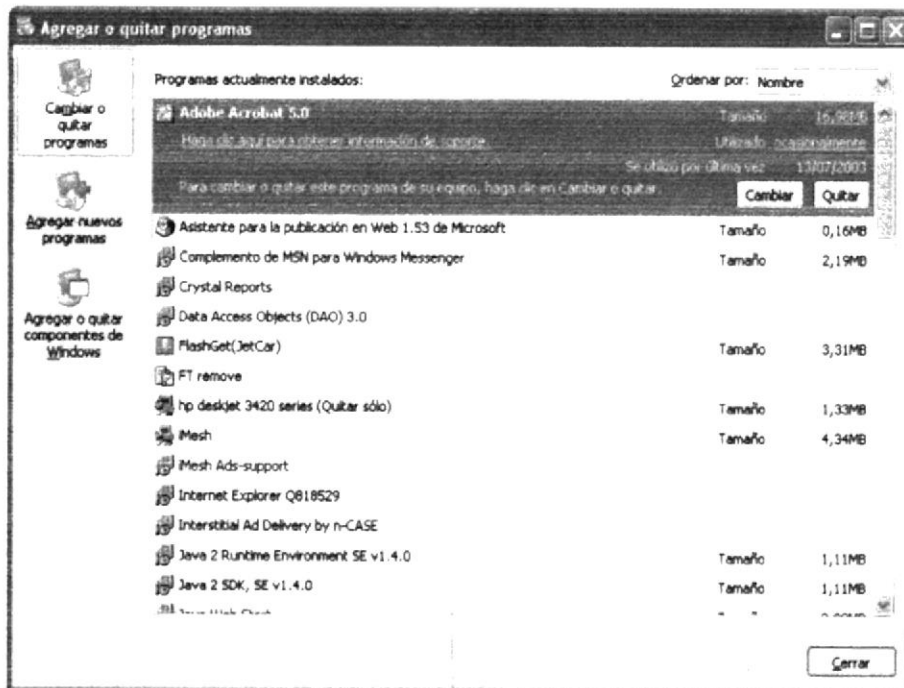 Agregar o quitar programas
Cambiar o
quitar
programas
Agregar nuevos
programas
Agregar o quitar
componentes de
Windows
Programas actualmente instalados:
Ordenar por: Nombre
Adobe Acrobat 5.0 Tamaño 16,98MB
Haga clic aquí para obtener información de soporte. Utilizado ocasionalmente
Se utilizó por última vez 13/07/2003
Para cambiar o quitar este programa de su equipo, haga clic en Cambiar o quitar. Cambiar Quitar
Asistente para la publicación en Web 1.53 de Microsoft Tamaño 0,16MB
Complemento de MSN para Windows Messenger Tamaño 2,19MB
Crystal Reports
Data Access Objects (DAO) 3.0
FlashGet(JetCar) Tamaño 3,31MB
FT remove
hp deskjet 3420 series (Quitar sólo) Tamaño 1,33MB
iMesh Tamaño 4,34MB
iMesh Ads-support
Internet Explorer Q818529
Interstitial Ad Delivery by n-CASE
Java 2 Runtime Environment SE v1.4.0 Tamaño 1,11MB
Java 2 SDK, SE v1.4.0 Tamaño 1,11MB
Cerrar